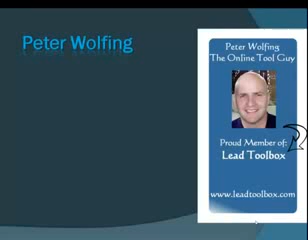 Peter Wolfing
Peter Wolfing
The Online Tool Guy
Proud Member of:
Lead Toolbox
www.leadtoolbox.com